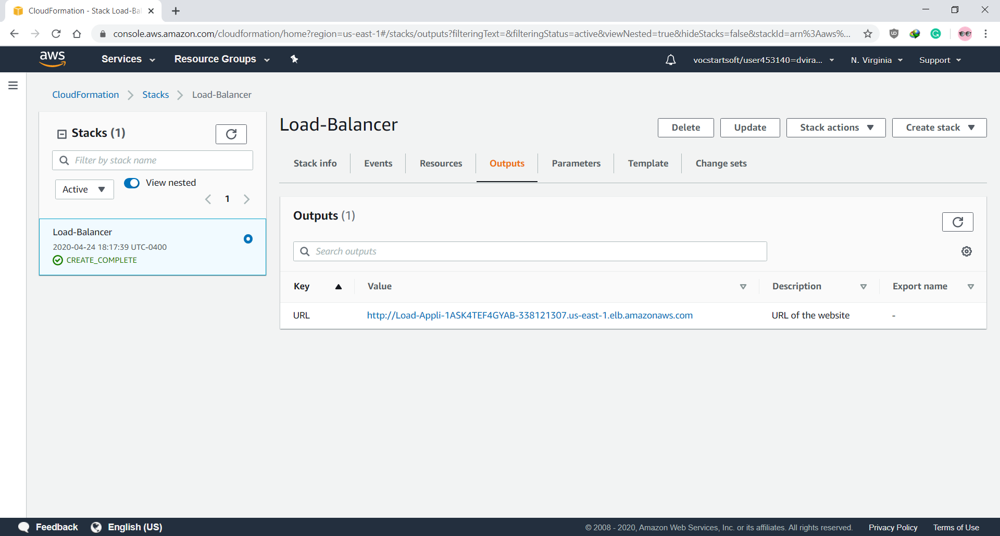 CloudFormation - Stack Load-Bal
console.aws.amazon.com/cloudformation/home?region=us-east-1#/stacks/outputs?filteringText=&filteringStatus=active&viewNested=true&hideStacks=false&stackId=arn%3Aaws%...
aws Services Resource Groups vocstartsoft/user453140=dvira... N. Virginia Support
CloudFormation Stacks Load-Balancer
Stacks (1)
Filter by stack name
Active View nested
1
Load-Balancer
2020-04-24 18:17:39 UTC-0400
CREATE_COMPLETE
Load-Balancer
Delete Update Stack actions Create stack
Stack info Events Resources Outputs Parameters Template Change sets
Outputs (1)
Search outputs
Key Value Description Export name
URL http://Load-Appli-1ASK4TEF4GYAB-338121307.us-east-1.elb.amazonaws.com URL of the website -
Feedback English (US) © 2008 - 2020, Amazon Web Services, Inc. or its affiliates. All rights reserved. Privacy Policy Terms of Use